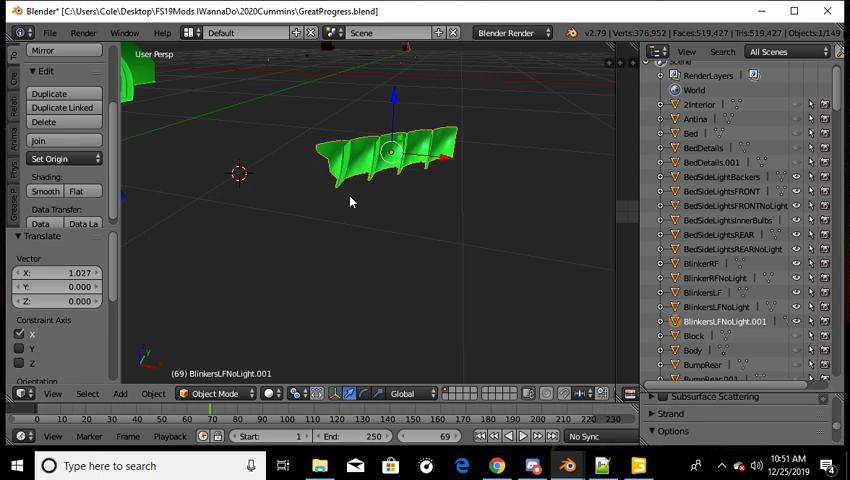 Blender* [C:\Users\Cole\Desktop\FS19Mods IWannaDo\2020Cummins\GreatProgress.blend]
File Render Window Help Default Scene Blender Render v2.79 | Verts:376,952 | Faces:519,427 | Tris:519,427 | Objects:1/149
Mirror
Edit
Duplicate
Duplicate Linked
Delete
Join
Set Origin
Shading:
Smooth Flat
Data Transfer:
Data Data La
Translate
Vector
X: 1.027
Y: 0.000
Z: 0.000
Constraint Axis
X
Y
Z
Orientation
User Persp
(69) BlinkersLFNoLight.001
View Select Add Object Object Mode Global
0 10 20 30 40 50 60 70 80 90 100 110 120 130 140 150 160 170 180 190 200 210 220 230
View Marker Frame Playback Start: 1 End: 250 69 No Sync
View Search All Scenes
Scene
RenderLayers
World
2Interior
Antina
Bed
BedDetails
BedDetails.001
BedSideLightBackers
BedSideLightsFRONT
BedSideLightsFRONTNoLight
BedSideLightsInnerBulbs
BedSideLightsREAR
BedSideLightsREARNoLight
BlinkerRF
BlinkerRFNoLight
BlinkersLF
BlinkersLFNoLight
BlinkersLFNoLight.001
Block
Body
BumpRear
BumpRear.001
Subsurface Scattering
Strand
Options
Type here to search
10:51 AM
12/25/2019
4